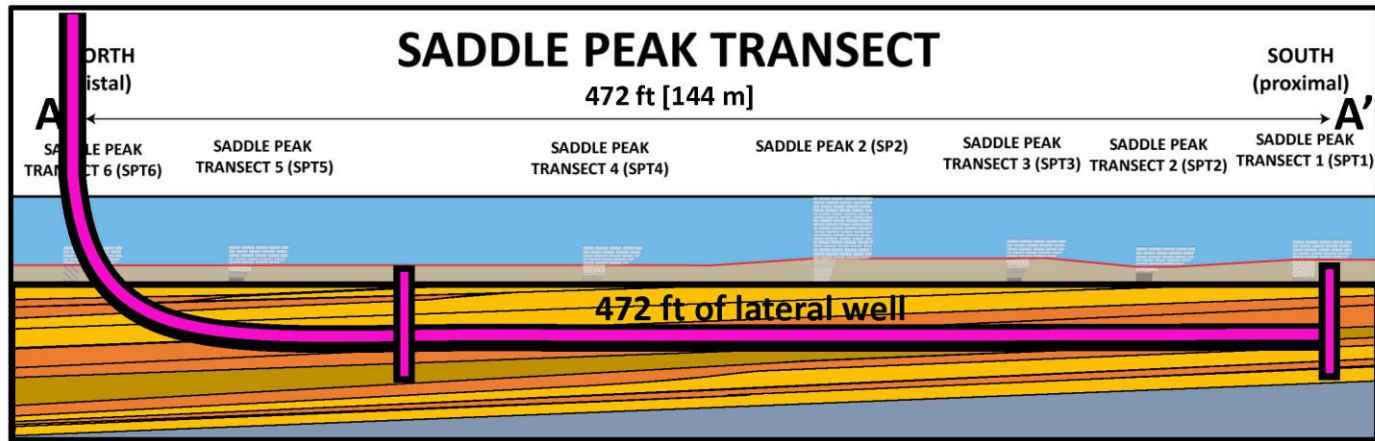 SADDLE PEAK TRANSECT
ORTH
istal)
SOUTH
(proximal)
472 ft [144 m]
A
A'
SADDLE PEAK
TRANSECT 6 (SPT6)
SADDLE PEAK
TRANSECT 5 (SPT5)
SADDLE PEAK
TRANSECT 4 (SPT4)
SADDLE PEAK 2 (SP2)
SADDLE PEAK
TRANSECT 3 (SPT3)
SADDLE PEAK
TRANSECT 2 (SPT2)
SADDLE PEAK
TRANSECT 1 (SPT1)
472 ft of lateral well